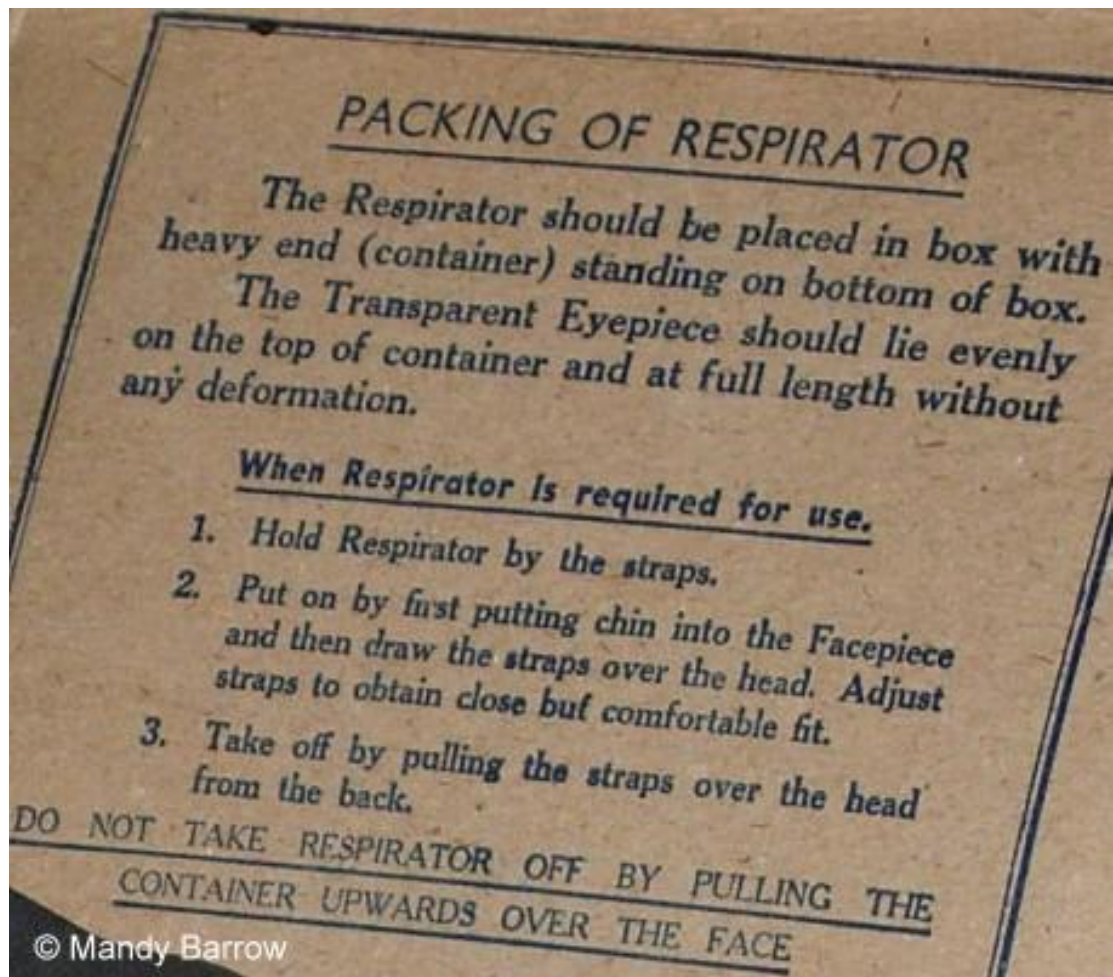 PACKING OF RESPIRATOR
The Respirator should be placed in box with
heavy end (container) standing on bottom of box.
The Transparent Eyepiece should lie evenly
on the top of container and at full length without
any deformation.
When Respirator is required for use.
1. Hold Respirator by the straps.
2. Put on by first putting chin into the Facepiece
and then draw the straps over the head. Adjust
straps to obtain close but comfortable fit.
3. Take off by pulling the straps over the head
from the back.
DO NOT TAKE RESPIRATOR OFF BY PULLING THE
CONTAINER UPWARDS OVER THE FACE
© Mandy Barrow